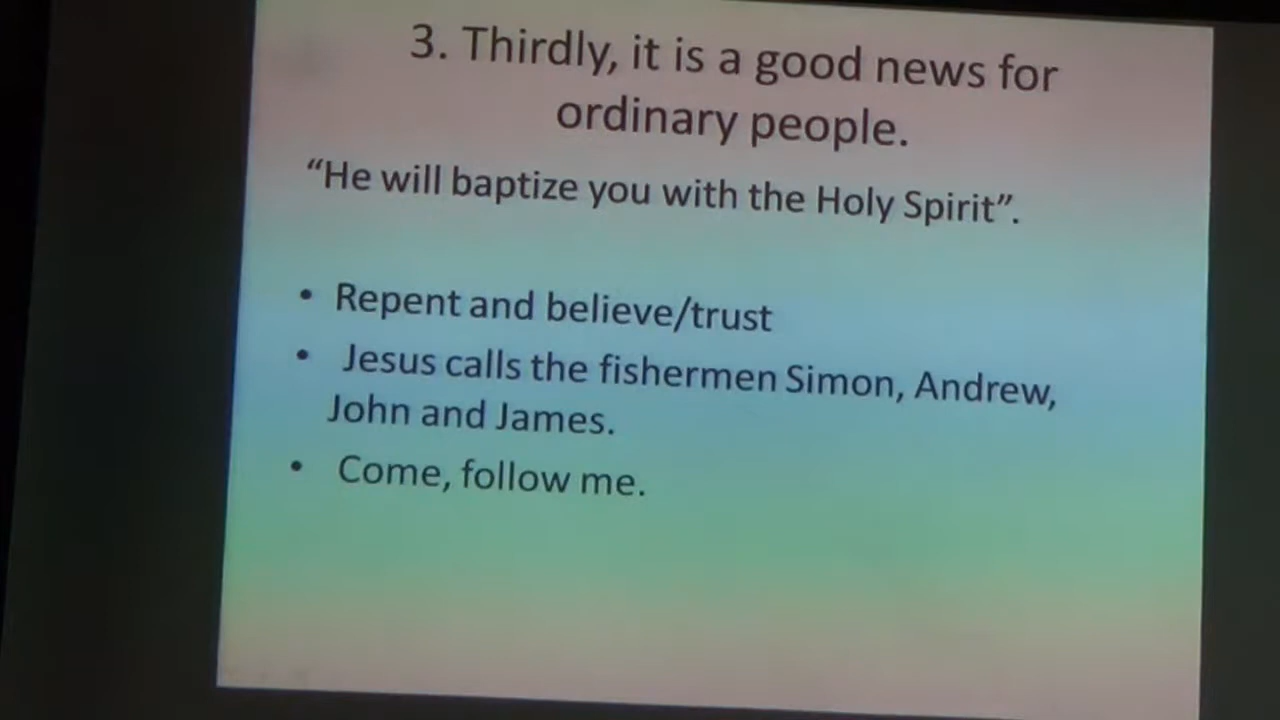 3. Thirdly, it is a good news for
ordinary people.
“He will baptize you with the Holy Spirit”.
• Repent and believe/trust
• Jesus calls the fishermen Simon, Andrew,
John and James.
• Come, follow me.